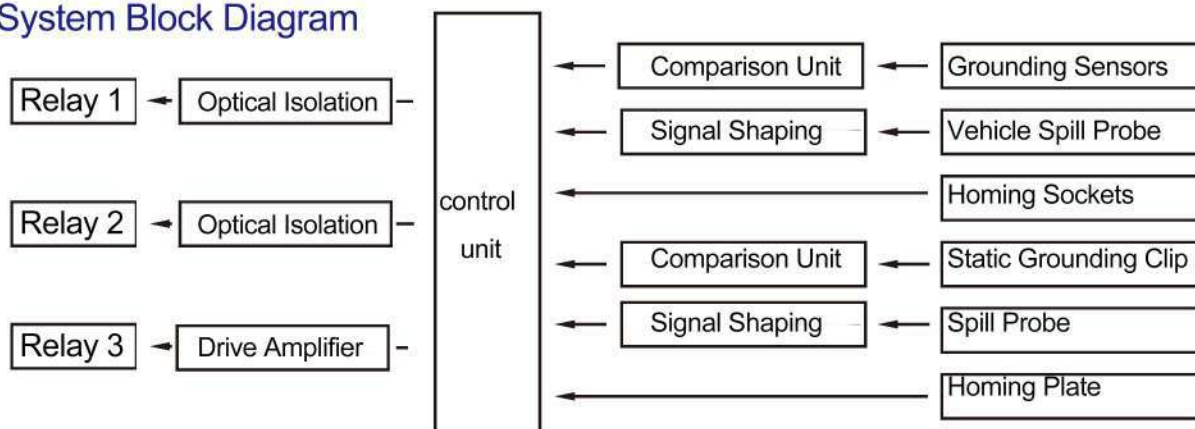 System Block Diagram
Relay 1
Optical Isolation
Relay 2
Optical Isolation
Relay 3
Drive Amplifier
control
unit
Comparison Unit
Grounding Sensors
Signal Shaping
Vehicle Spill Probe
Homing Sockets
Comparison Unit
Static Grounding Clip
Signal Shaping
Spill Probe
Homing Plate